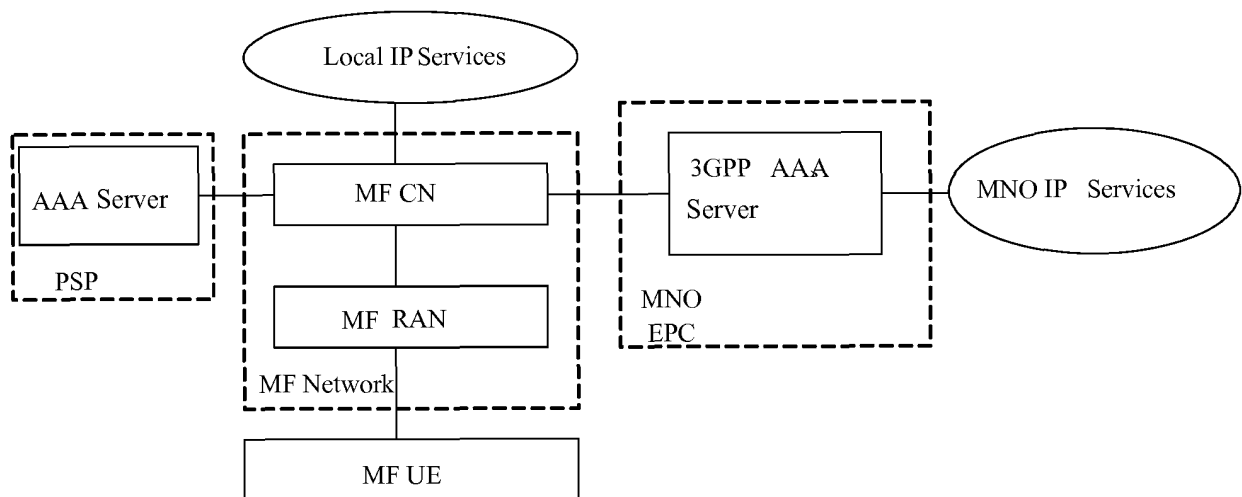 Local IP Services
AAA Server
PSP
MF CN
MF RAN
MF Network
MF UE
3GPP AAA
Server
MNO
EPC
MNO IP Services